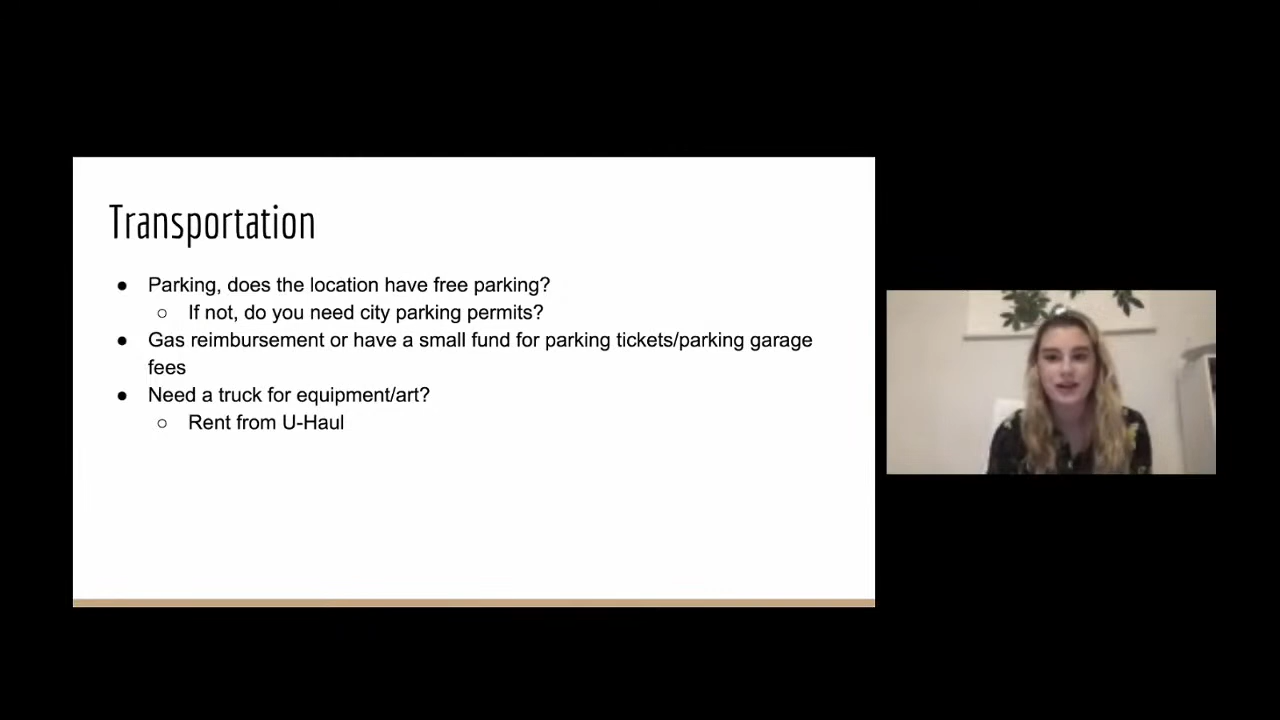 Transportation
● Parking, does the location have free parking?
○ If not, do you need city parking permits?
● Gas reimbursement or have a small fund for parking tickets/parking garage
fees
● Need a truck for equipment/art?
○ Rent from U-Haul